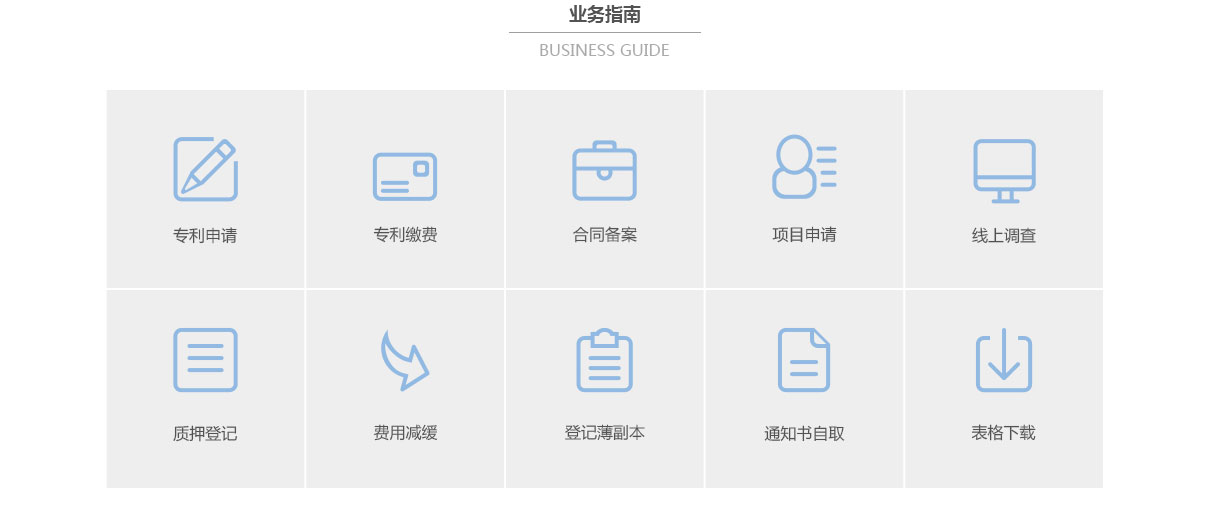 业务指南
BUSINESS GUIDE
专利申请
专利缴费
合同备案
项目申请
线上调查
质押登记
费用减缓
登记薄副本
通知书自取
表格下载